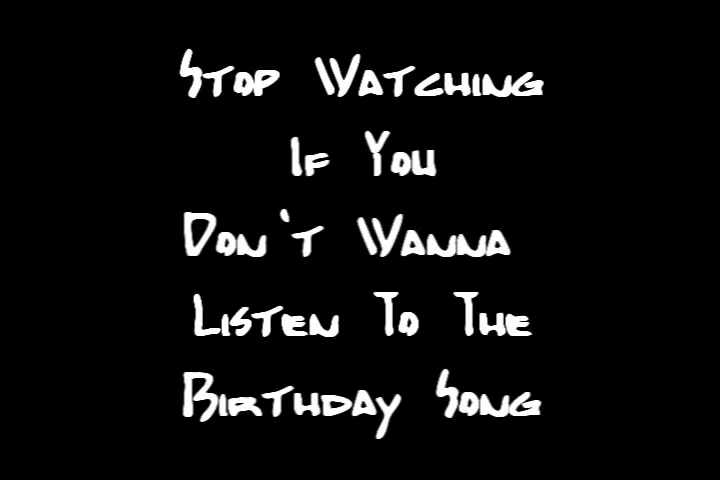 Stop Watching
If You
Don't Wanna
Listen To The
Birthday Song